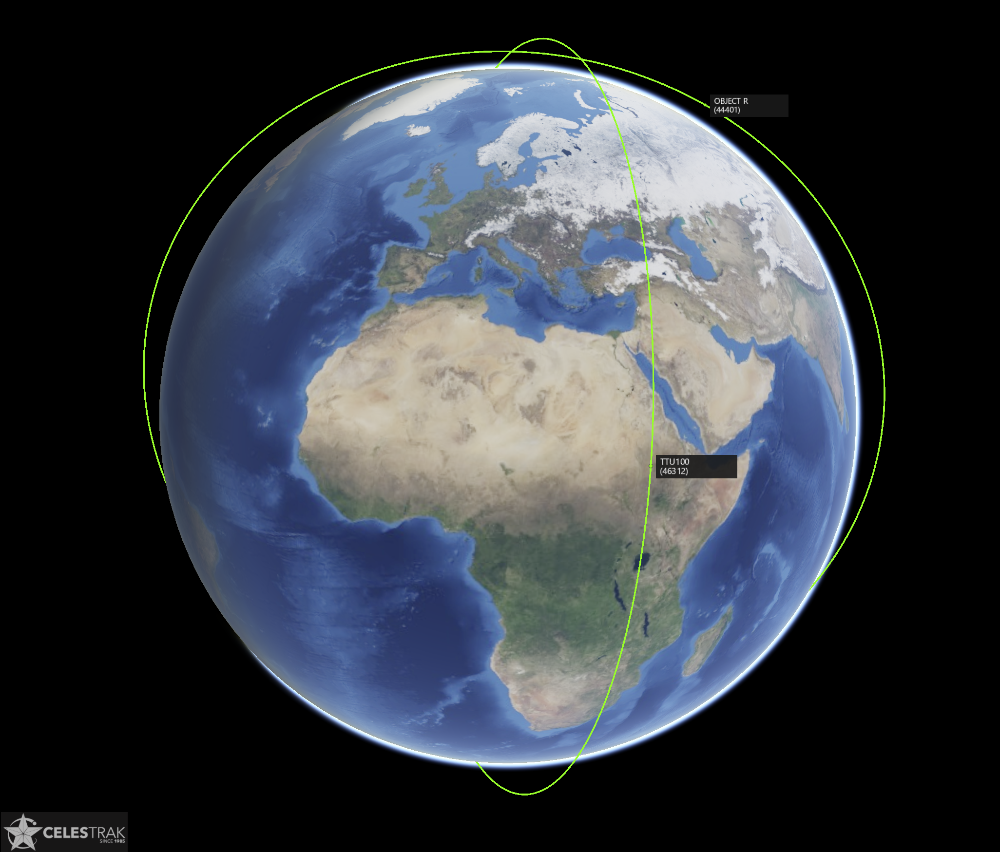 OBJECT R
(44401)
TTU100
(46312)
CELESTRAK
SINCE 1985